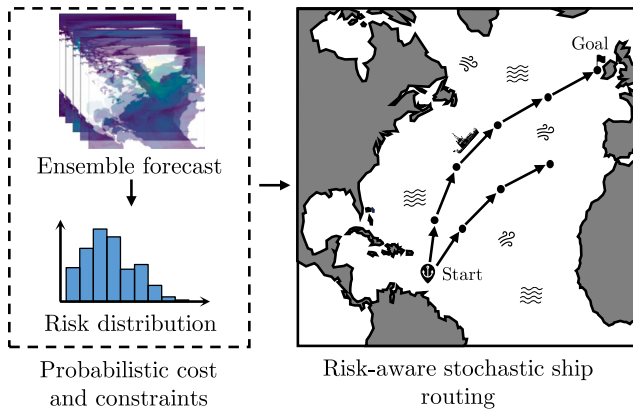 Ensemble forecast
Risk distribution
Probabilistic cost
and constraints
Goal
Start
Risk-aware stochastic ship
routing